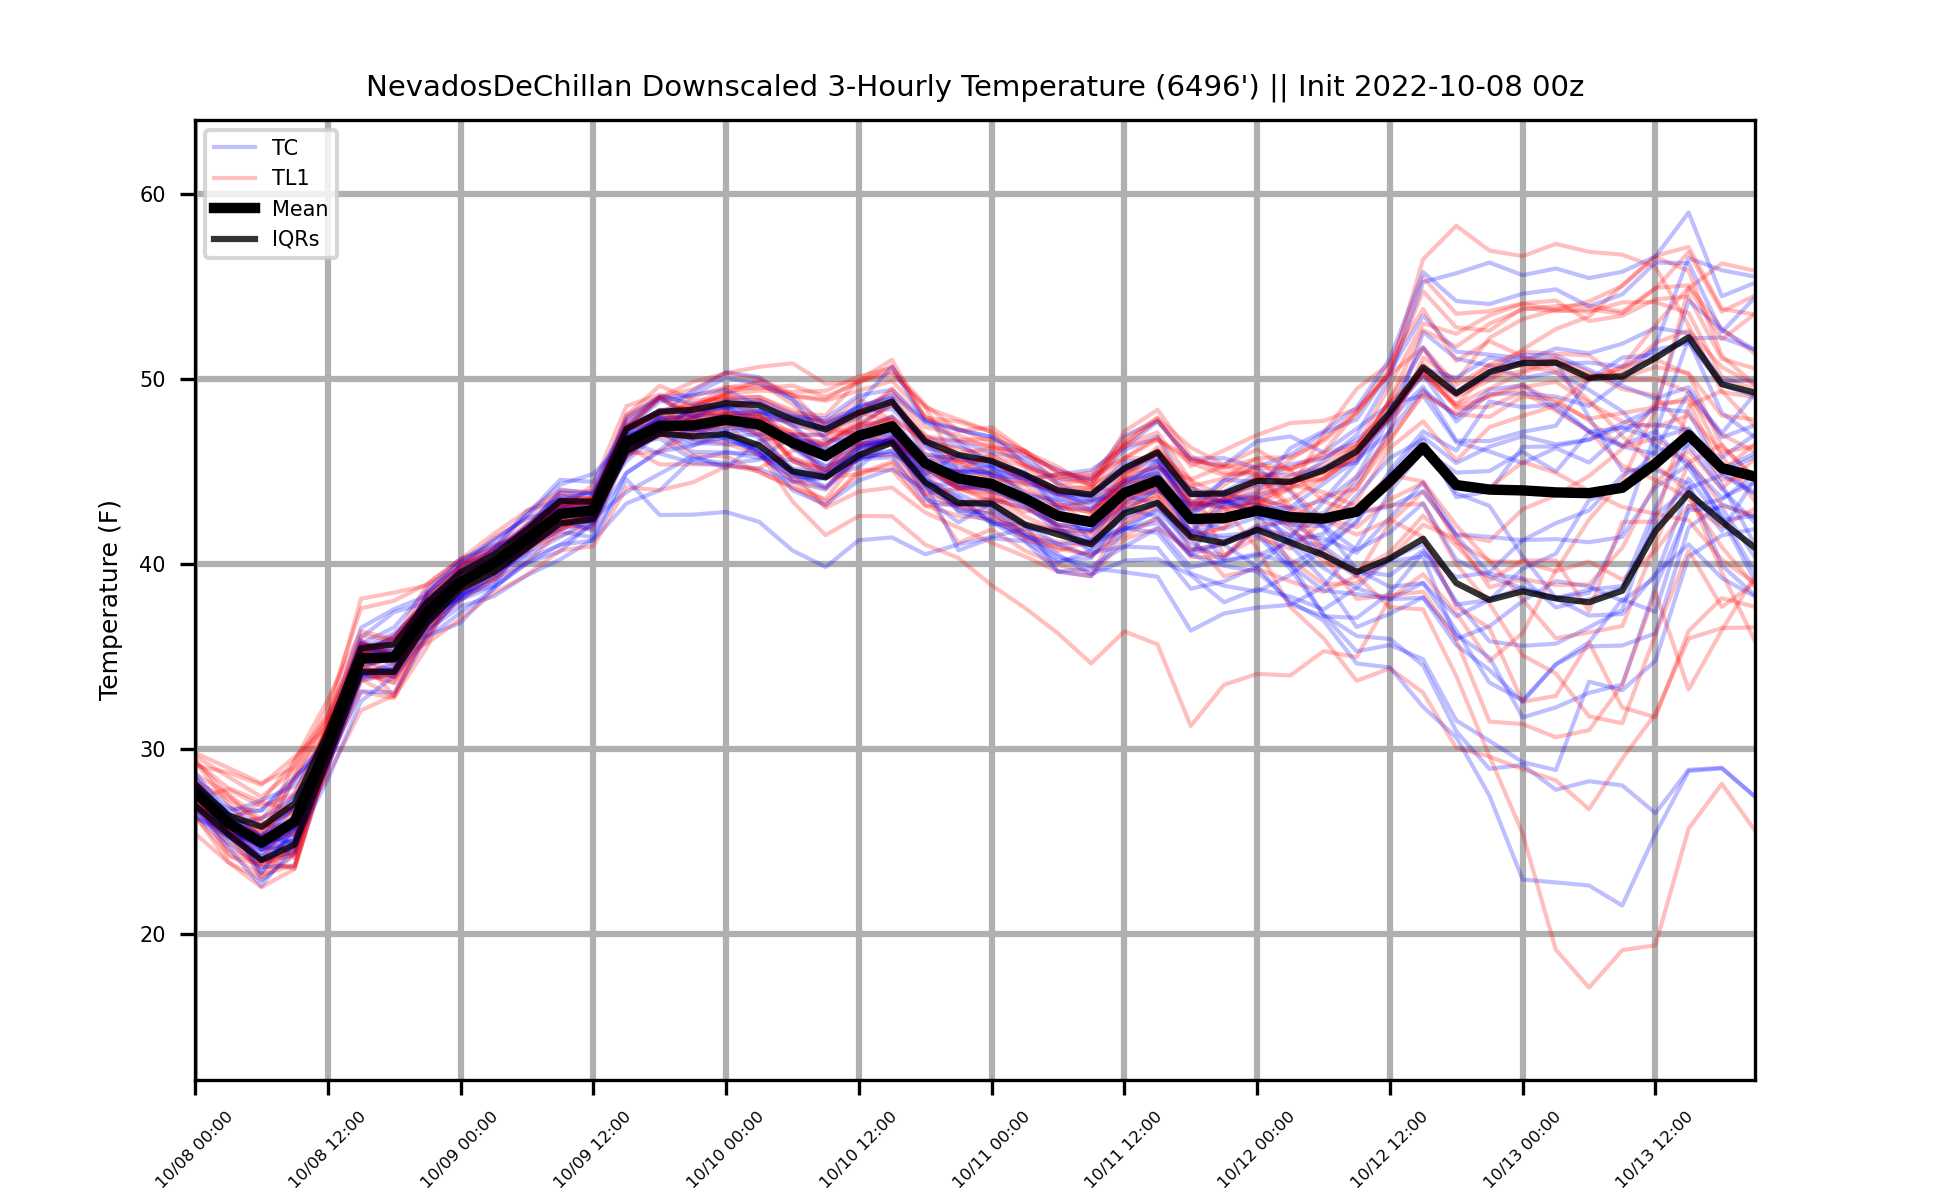 NevadosDeChillan Downscaled 3-Hourly Temperature (6496') || Init 2022-10-08 00z
TC
TL1
Mean
IQRs
60
50
40
30
20
Temperature (F)
10/08 00:00
10/08 12:00
10/09 00:00
10/09 12:00
10/10 00:00
10/10 12:00
10/11 00:00
10/11 12:00
10/12 00:00
10/12 12:00
10/13 00:00
10/13 12:00